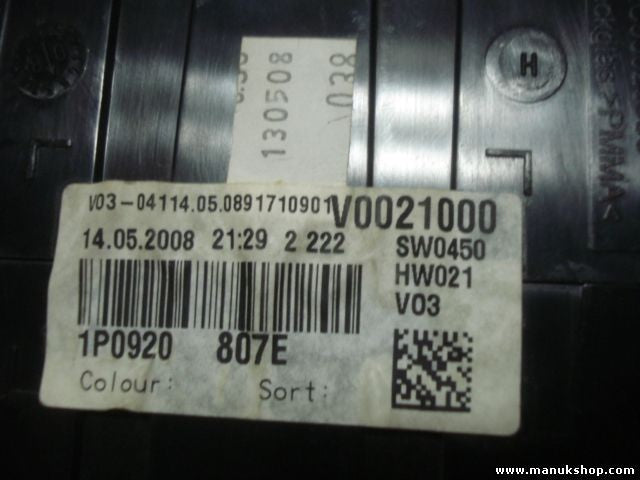 130508
038
H
>PMMA<
V03-04114.05.0891710901
V0021000
14.05.2008 21:29 2 222
SW0450
HW021
V03
1P0920 807E
Colour: Sort:
www.manukshop.com